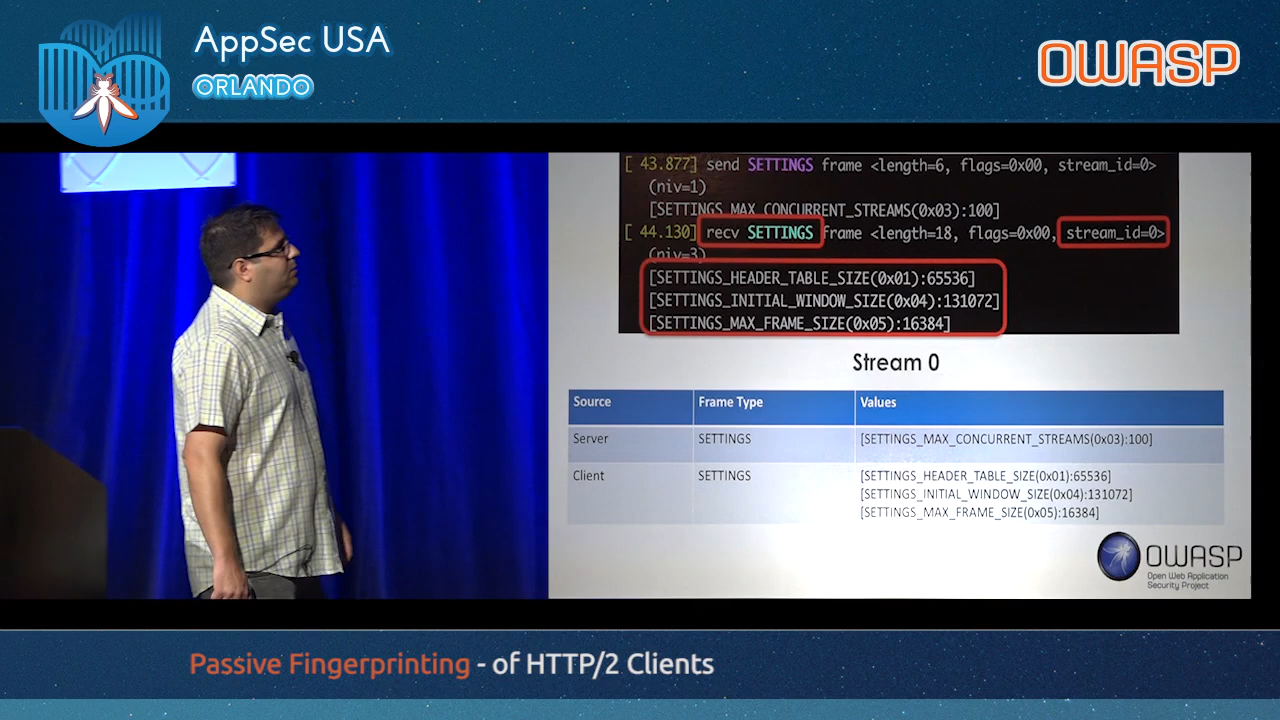 AppSec USA
ORLANDO
OWASP
[ 43.877] send SETTINGS frame <length=6, flags=0x00, stream_id=0>
(niv=1)
[SETTINGS_MAX_CONCURRENT_STREAMS(0x03):100]
[ 44.130] recv SETTINGS frame <length=18, flags=0x00, stream_id=0>
(niv=3)
[SETTINGS_HEADER_TABLE_SIZE(0x01):65536]
[SETTINGS_INITIAL_WINDOW_SIZE(0x04):131072]
[SETTINGS_MAX_FRAME_SIZE(0x05):16384]
Stream 0
Source Frame Type Values
Server SETTINGS [SETTINGS_MAX_CONCURRENT_STREAMS(0x03):100]
Client SETTINGS [SETTINGS_HEADER_TABLE_SIZE(0x01):65536]
[SETTINGS_INITIAL_WINDOW_SIZE(0x04):131072]
[SETTINGS_MAX_FRAME_SIZE(0x05):16384]
OWASP
Open Web Application
Security Project
Passive Fingerprinting - of HTTP/2 Clients